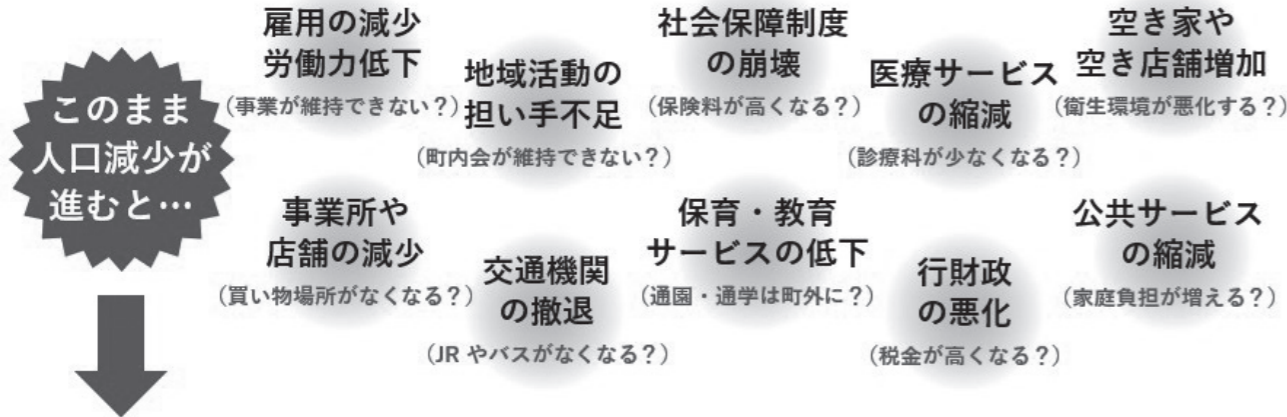 このまま
人口減少が
進むと…
雇用の減少
労働力低下
(事業が維持できない？)
地域活動の
担い手不足
(町内会が維持できない？)
社会保障制度
の崩壊
(保険料が高くなる？)
医療サービス
の縮減
(診療科が少なくなる？)
空き家や
空き店舗増加
(衛生環境が悪化する？)
事業所や
店舗の減少
(買い物場所がなくなる？)
交通機関
の撤退
(JRやバスがなくなる？)
保育・教育
サービスの低下
(通園・通学は町外に？)
行財政
の悪化
(税金が高くなる？)
公共サービス
の縮減
(家庭負担が増える？)